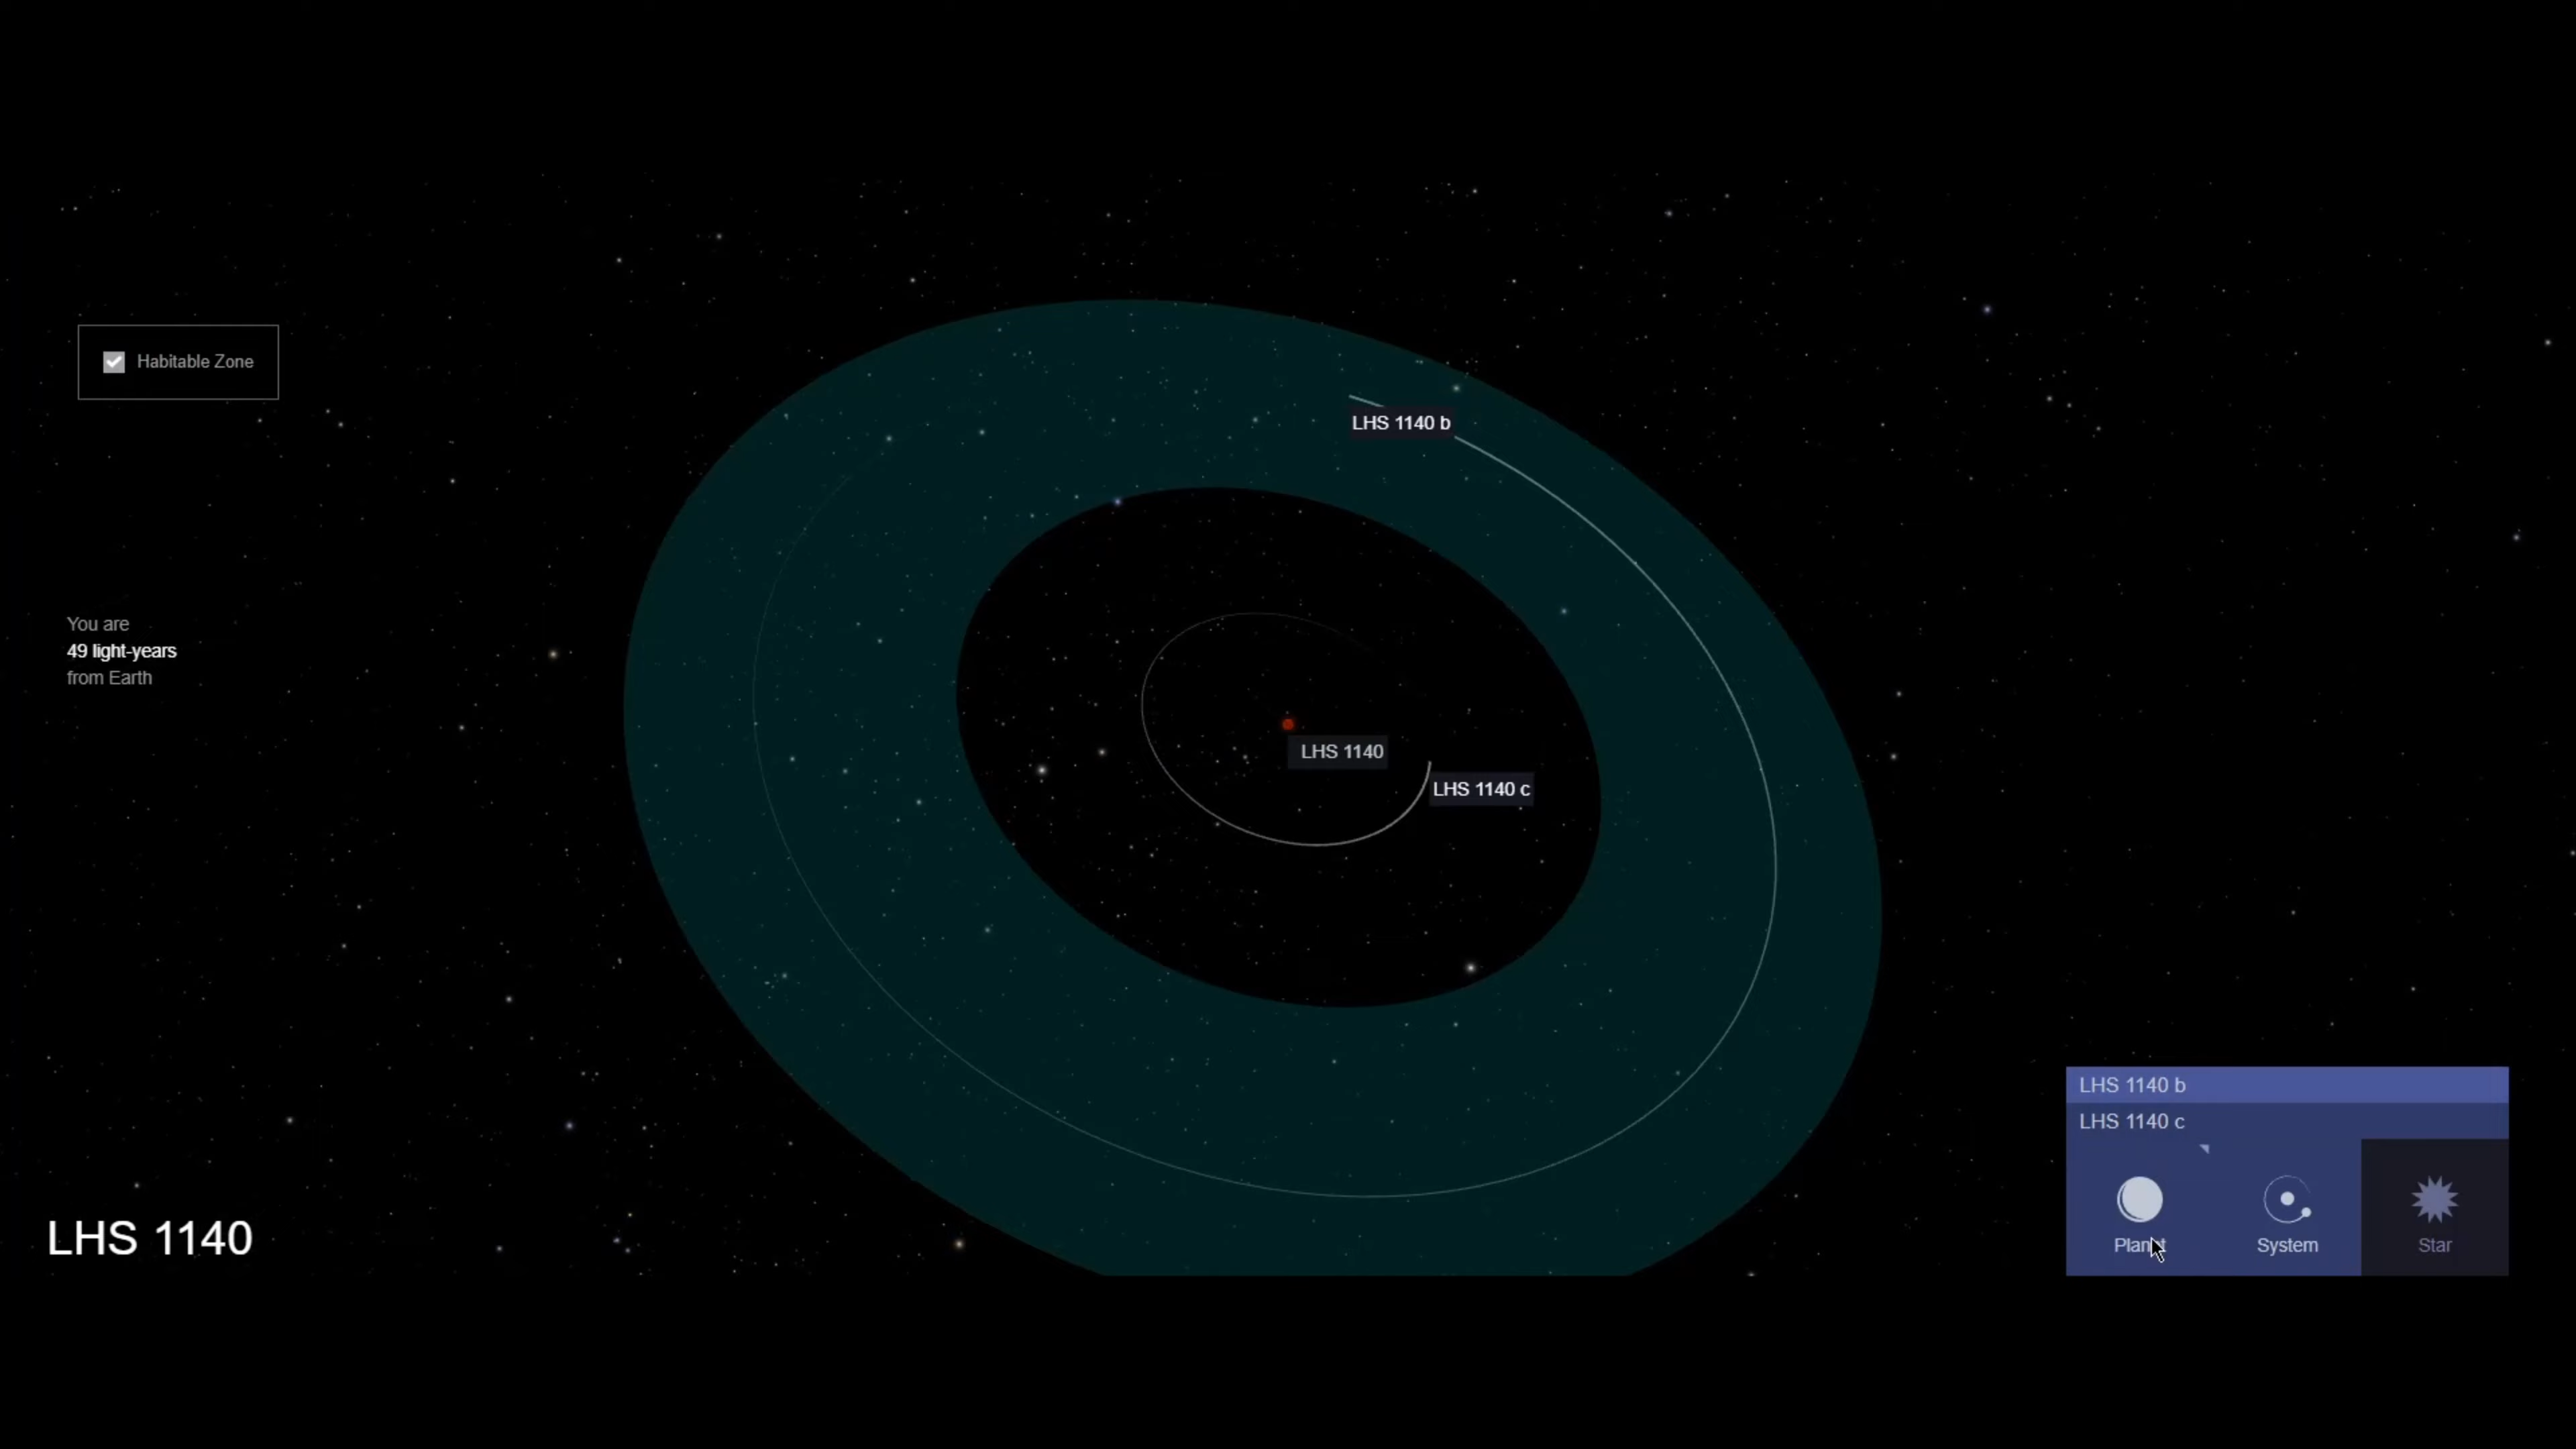 Habitable Zone
LHS 1140 b
You are
49 light-years
from Earth
LHS 1140
LHS 1140 c
LHS 1140 b
LHS 1140 c
Planet
System
Star
LHS 1140